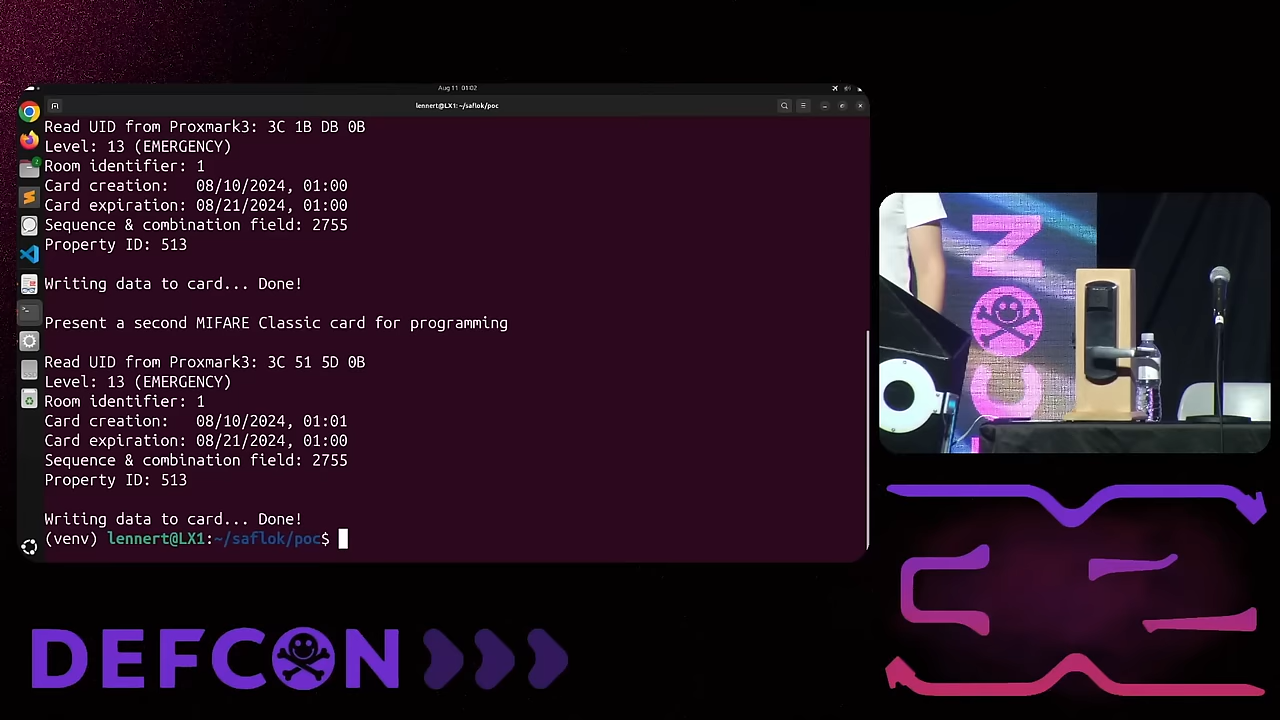 Aug 11 01:02
lennert@LX1: ~/saflok/poc
Read UID from Proxmark3: 3C 1B DB 0B
Level: 13 (EMERGENCY)
Room identifier: 1
Card creation:   08/10/2024, 01:00
Card expiration: 08/21/2024, 01:00
Sequence & combination field: 2755
Property ID: 513
Writing data to card... Done!
Present a second MIFARE Classic card for programming
Read UID from Proxmark3: 3C 51 5D 0B
Level: 13 (EMERGENCY)
Room identifier: 1
Card creation:   08/10/2024, 01:01
Card expiration: 08/21/2024, 01:00
Sequence & combination field: 2755
Property ID: 513
Writing data to card... Done!
(venv) lennert@LX1:~/saflok/poc$
DEFCON